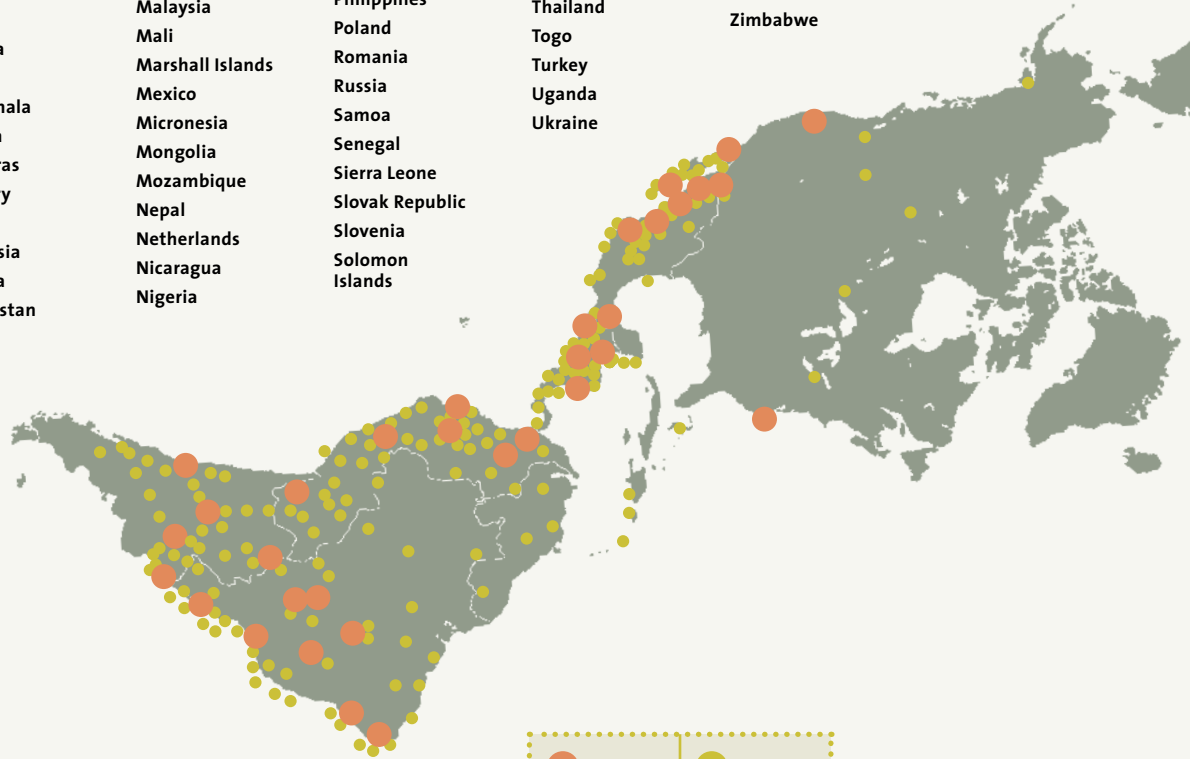 Malaysia
Mali
Marshall Islands
Mexico
Micronesia
Mongolia
Mozambique
Nepal
Netherlands
Nicaragua
Nigeria
Poland
Romania
Russia
Samoa
Senegal
Sierra Leone
Slovak Republic
Slovenia
Solomon
Islands
Thailand
Togo
Turkey
Uganda
Ukraine
Zimbabwe